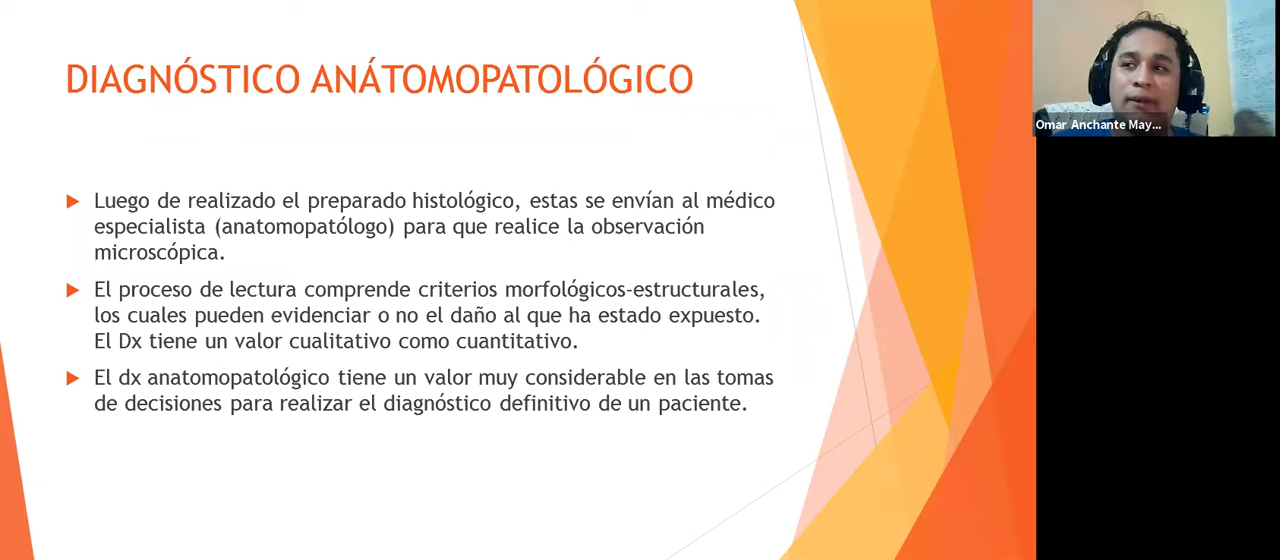 DIAGNÓSTICO ANÁTOMOPATOLÓGICO
Luego de realizado el preparado histológico, estas se envían al médico
especialista (anatomopatólogo) para que realice la observación
microscópica.
El proceso de lectura comprende criterios morfológicos-estructurales,
los cuales pueden evidenciar o no el daño al que ha estado expuesto.
El Dx tiene un valor cualitativo como cuantitativo.
El dx anatomopatológico tiene un valor muy considerable en las tomas
de decisiones para realizar el diagnóstico definitivo de un paciente.
Omar Anchante May...